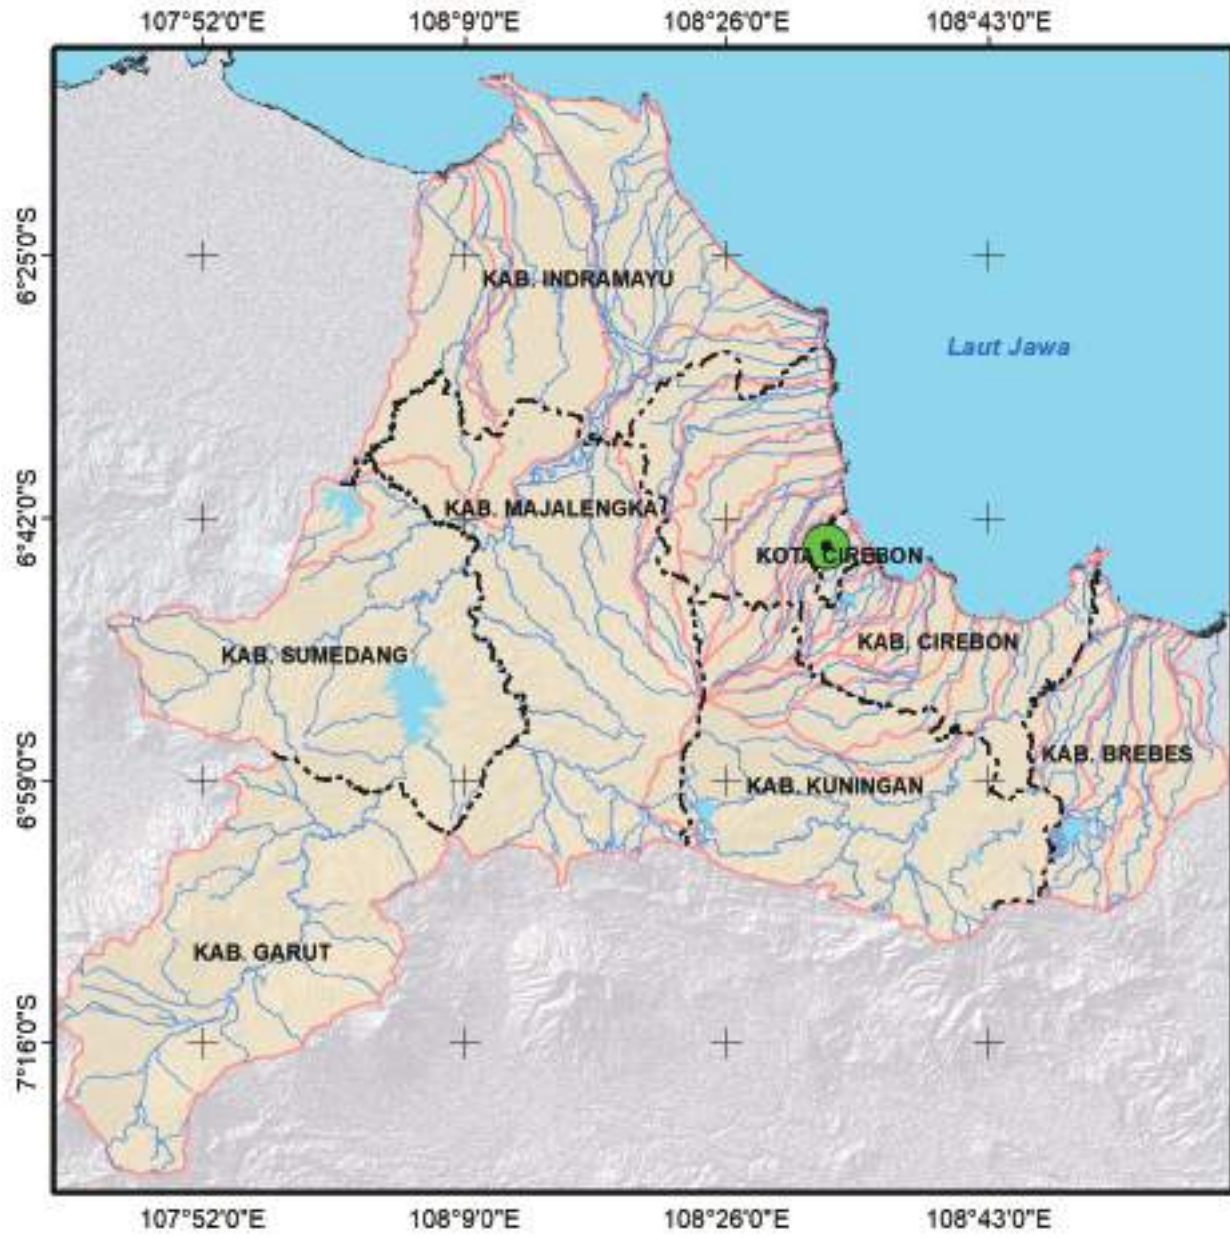 107°52'0"E 108°9'0"E 108°26'0"E 108°43'0"E
6°25'0"S
KAB. INDRAMAYU
Laut Jawa
6°42'0"S
KAB. MAJALENGKA
KOTA CIREBON
KAB. CIREBON
KAB. SUMEDANG
KAB. BREBES
6°59'0"S
KAB. KUNINGAN
KAB. GARUT
7°16'0"S
107°52'0"E 108°9'0"E 108°26'0"E 108°43'0"E